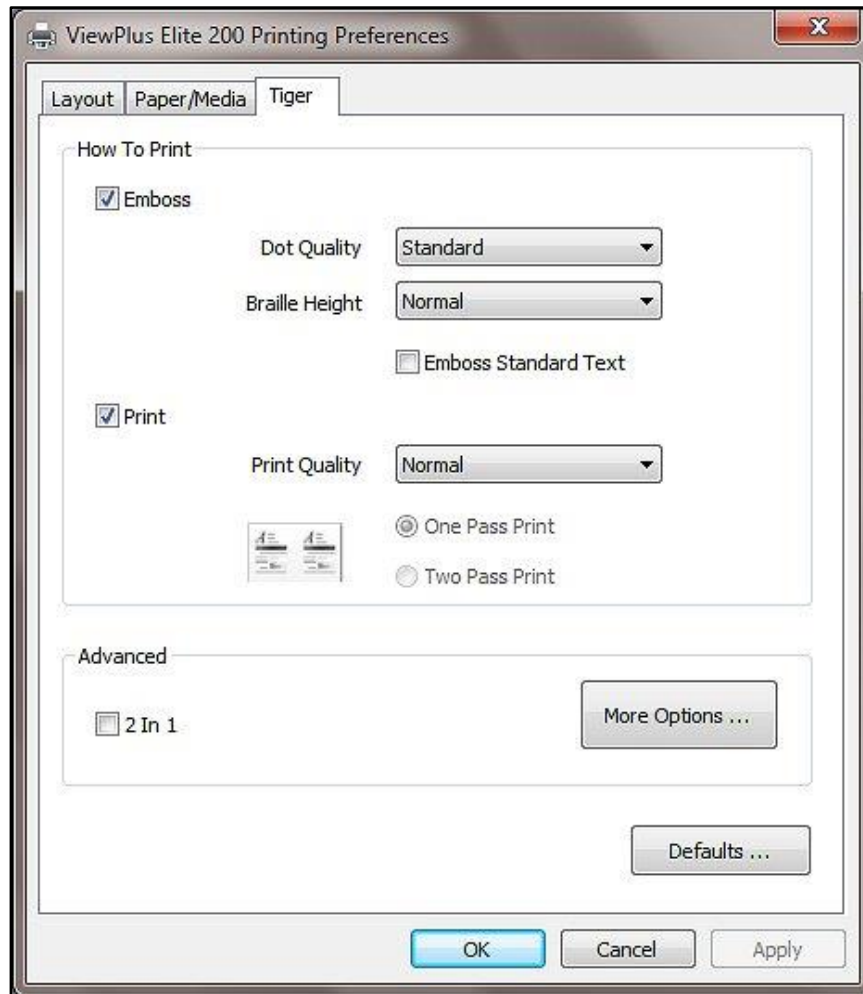 ViewPlus Elite 200 Printing Preferences
Layout Paper/Media Tiger
How To Print
Emboss
Dot Quality Standard
Braille Height Normal
Emboss Standard Text
Print
Print Quality Normal
One Pass Print
Two Pass Print
Advanced
2 In 1
More Options ...
Defaults ...
OK Cancel Apply